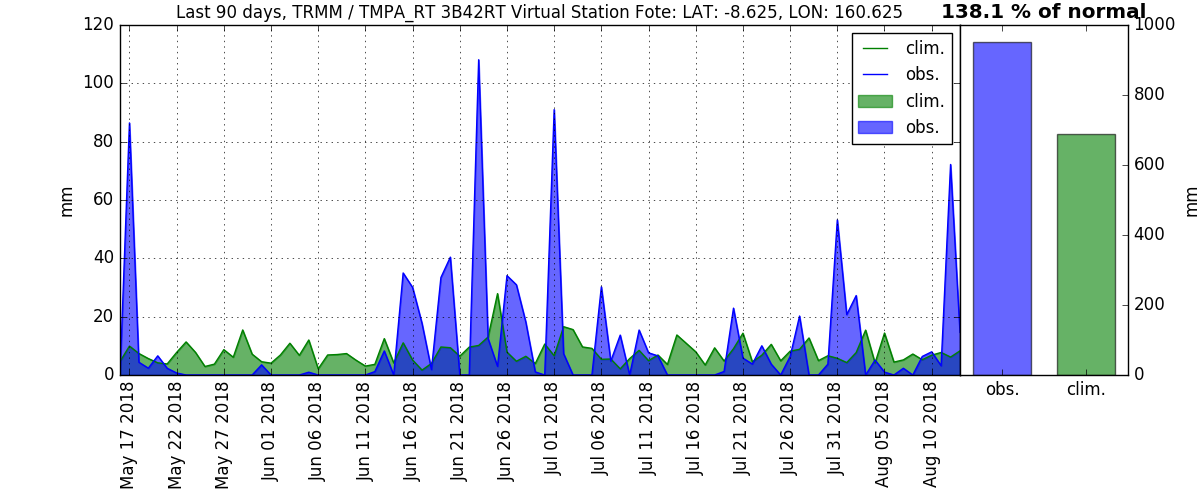 Last 90 days, TRMM / TMPA_RT 3B42RT Virtual Station Fote: LAT: -8.625, LON: 160.625
138.1 % of normal
120
100
80
60
40
20
0
mm
clim.
obs.
clim.
obs.
1000
800
600
400
200
0
mm
May 17 2018
May 22 2018
May 27 2018
Jun 01 2018
Jun 06 2018
Jun 11 2018
Jun 16 2018
Jun 21 2018
Jun 26 2018
Jul 01 2018
Jul 06 2018
Jul 11 2018
Jul 16 2018
Jul 21 2018
Jul 26 2018
Jul 31 2018
Aug 05 2018
Aug 10 2018
obs.
clim.